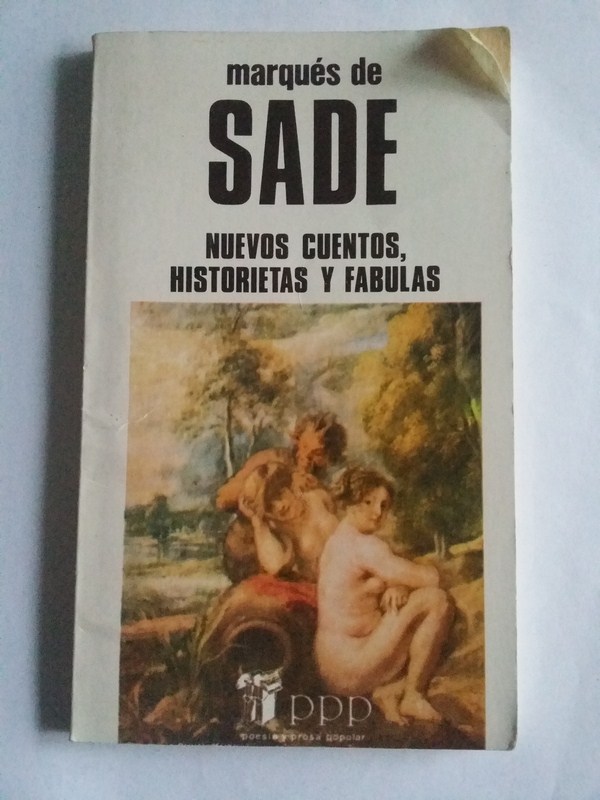 marqués de
SADE
NUEVOS CUENTOS,
HISTORIETAS Y FABULAS
ppp
poesía y prosa popular